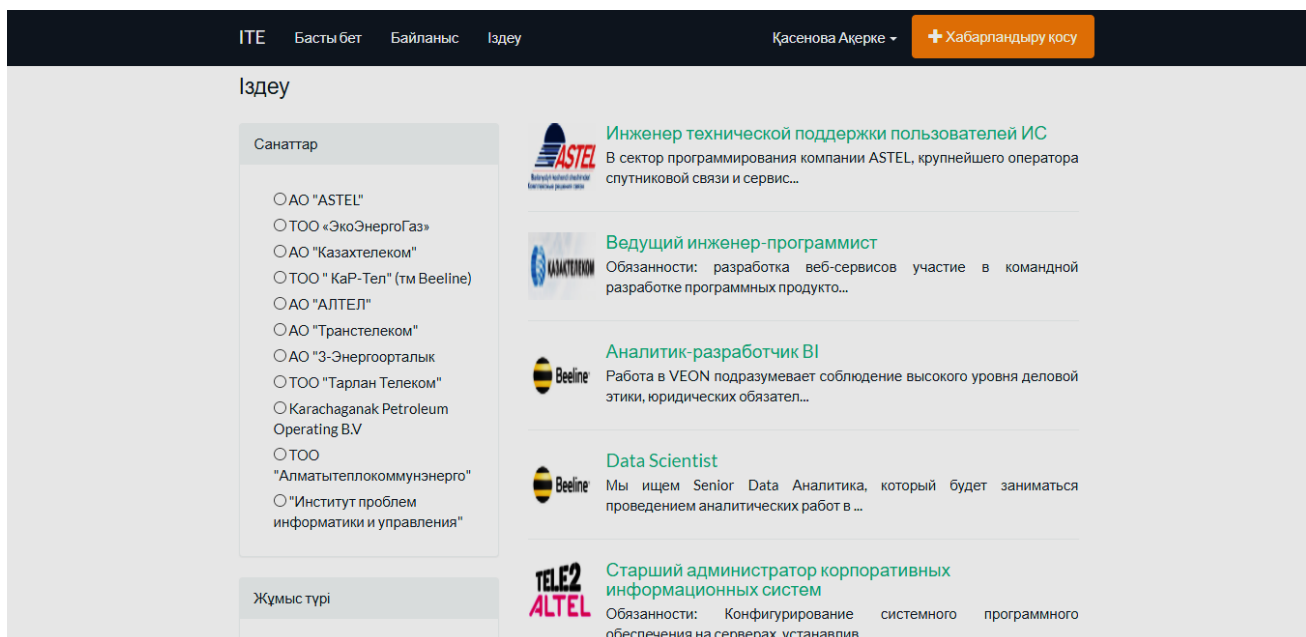 ITE Басты бет Байланыс Іздеу Қасенова Ақерке + Хабарландыру қосу
Іздеу
Санаттар
АО "ASTEL"
ТОО «ЭкоЭнергоГаз»
АО "Казахтелеком"
ТОО " КаР-Тел" (тм Beeline)
АО "АЛТЕЛ"
АО "Транстелеком"
АО "3-Энергоорталык
ТОО "Тарлан Телеком"
Karachaganak Petroleum
Operating B.V
ТОО
"Алматытеплокоммунэнерго"
"Институт проблем
информатики и управления"
Жұмыс түрі
ASTEL
Инженер технической поддержки пользователей ИС
В сектор программирования компании ASTEL, крупнейшего оператора
спутниковой связи и сервис...
ҚАЗАКТЕЛЕКОМ
Ведущий инженер-программист
Обязанности: разработка веб-сервисов участие в командной
разработке программных продукто...
Beeline
Аналитик-разработчик BI
Работа в VEON подразумевает соблюдение высокого уровня деловой
этики, юридических обязател...
Beeline
Data Scientist
Мы ищем Senior Data Аналитика, который будет заниматься
проведением аналитических работ в ...
TELE2
ALTEL
Старший администратор корпоративных
информационных систем
Обязанности: Конфигурирование системного программного
обеспечения на серверах, устанавлив...